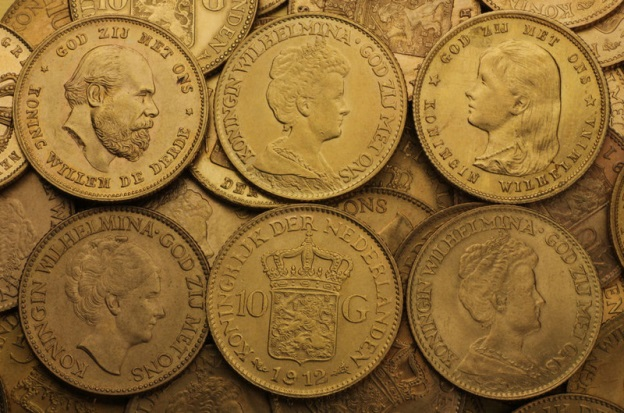 KONING WILLEM DE DERDE GOD ZIJ MET ONS
KONINGIN WILHELMINA · GOD ZIJ MET ONS ·
KONINGIN WILHELMINA GOD ZIJ MET ONS
KONINGIN WILHELMINA · GOD ZIJ MET ONS ·
KONINGRIJK DER NEDERLANDEN
10 G
1912
KONINGIN WILHELMINA · GOD ZIJ MET ONS ·